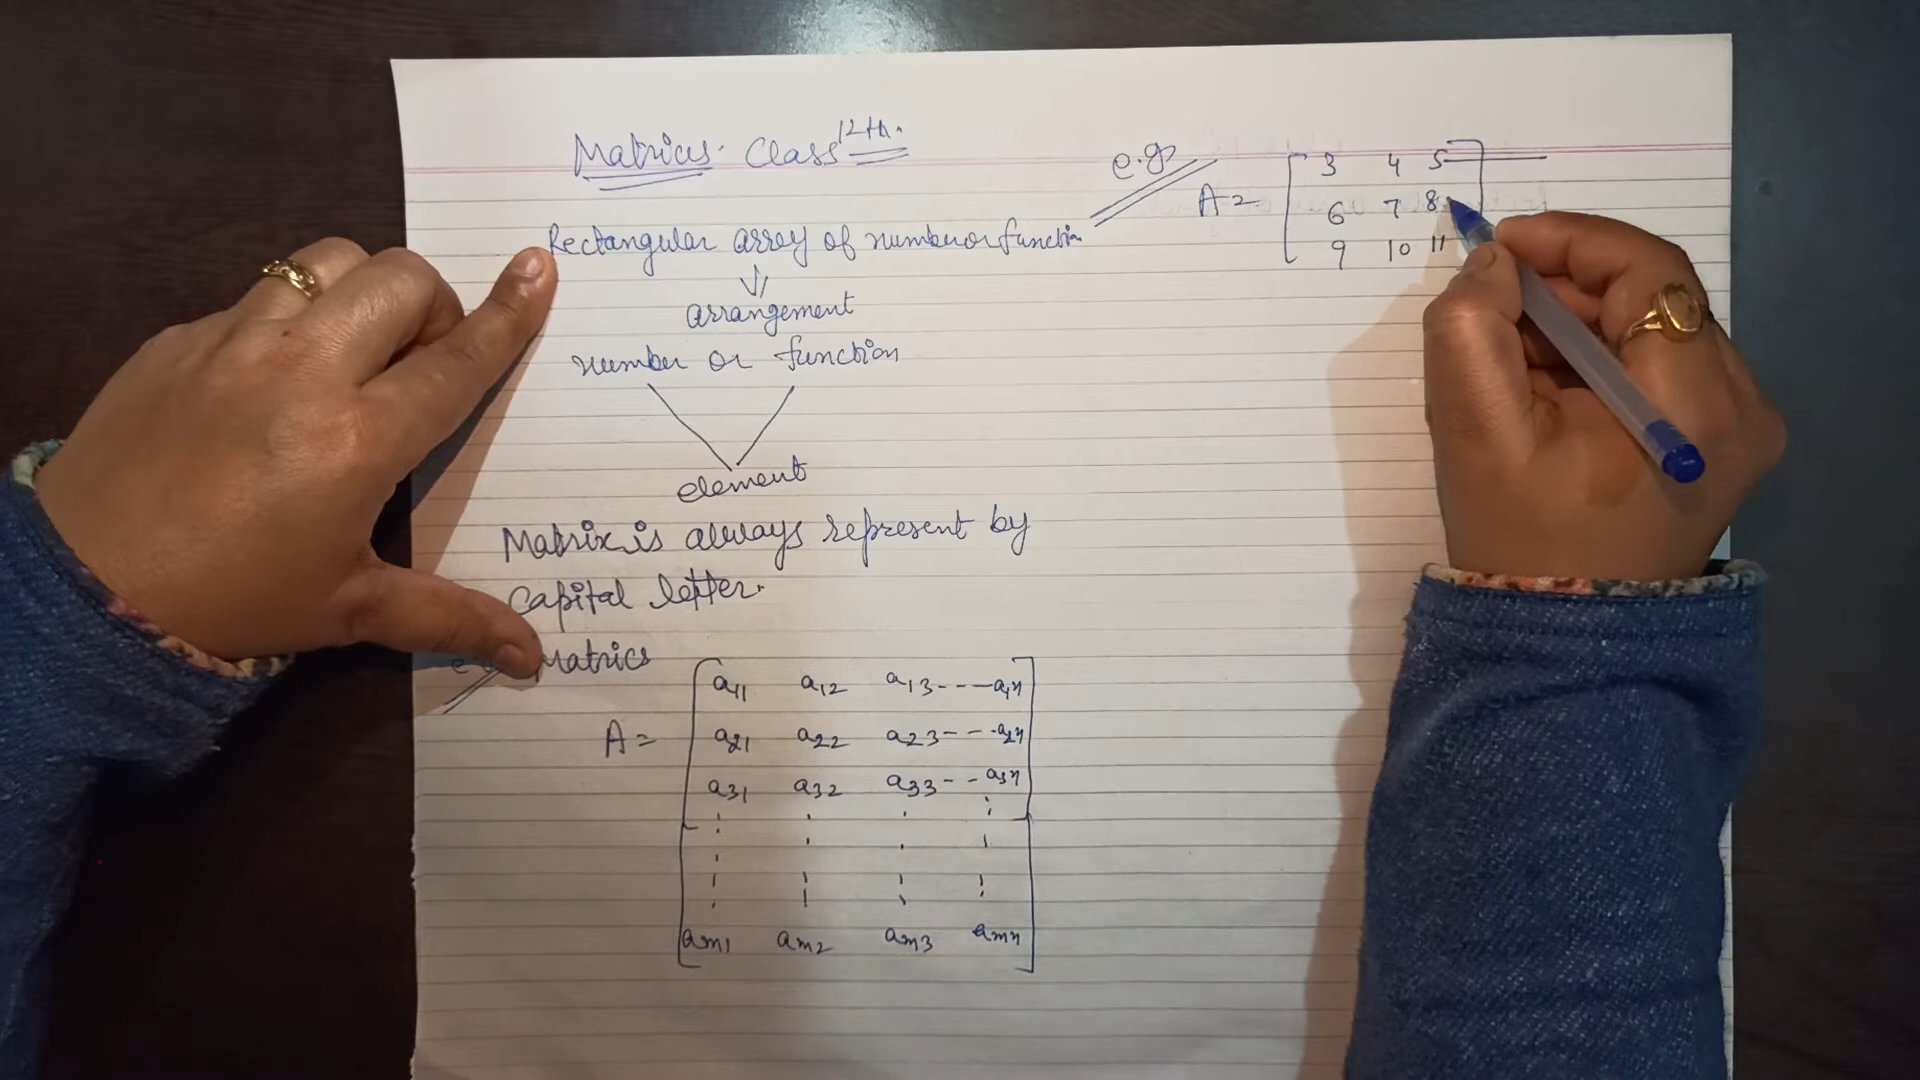 Matrices. Class 12th.
Rectangular array of number or function
arrangement
number or function
element
Matrix is always represent by
Capital letter.
Matrics
A =
a11 a12 a13 - - - a1n
a21 a22 a23 - - - a2n
a31 a32 a33 - - a3n
am1 am2 am3 amn
e.g
A =
3 4 5
6 7 8
9 10 11